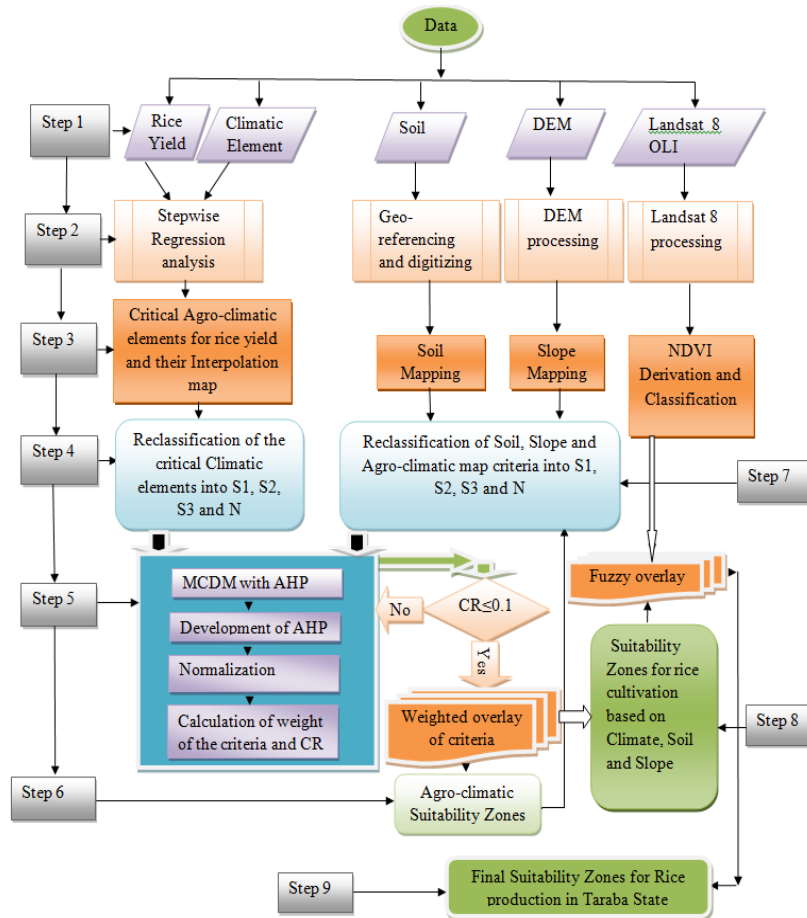 Data
Step 1
Rice
Yield
Climatic
Element
Soil
DEM
Landsat 8
OLI
Step 2
Stepwise
Regression
analysis
Geo-
referencing
and digitizing
DEM
processing
Landsat 8
processing
Step 3
Critical Agro-climatic
elements for rice yield
and their Interpolation
map
Soil
Mapping
Slope
Mapping
NDVI
Derivation and
Classification
Step 4
Reclassification of the
critical Climatic
elements into S1, S2,
S3 and N
Reclassification of Soil, Slope and
Agro-climatic map criteria into S1,
S2, S3 and N
Step 7
Step 5
MCDM with AHP
Development of AHP
Normalization
Calculation of weight
of the criteria and CR
No
CR≤0.1
Yes
Fuzzy overlay
Weighted overlay
of criteria
Suitability
Zones for rice
cultivation
based on
Climate, Soil
and Slope
Step 8
Step 6
Agro-climatic
Suitability Zones
Step 9
Final Suitability Zones for Rice
production in Taraba State